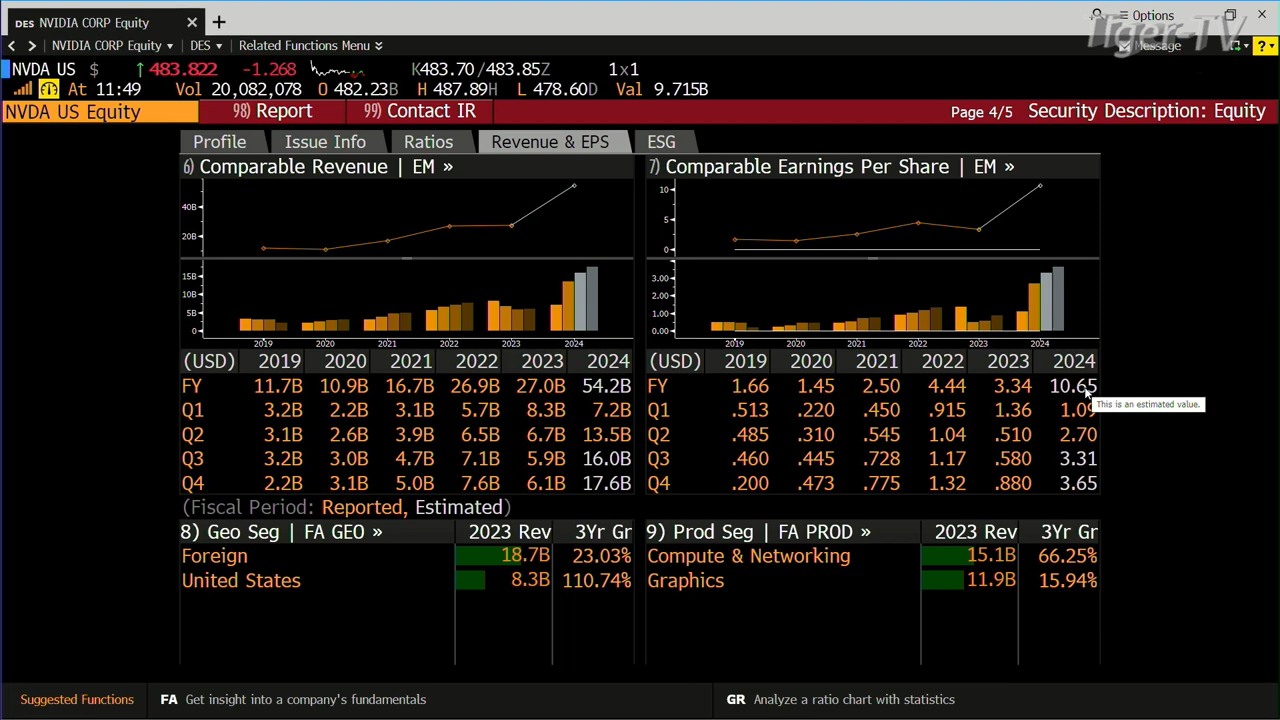 DES NVIDIA CORP Equity
Options
Tiger-TV
NVIDIA CORP Equity DES Related Functions Menu
Message
NVDA US $ ↑ 483.822 -1.268 K483.70/483.85Z 1x1
At 11:49 Vol 20,082,078 O 482.23B H 487.89H L 478.60D Val 9.715B
NVDA US Equity 98) Report 99) Contact IR Page 4/5 Security Description: Equity
Profile Issue Info Ratios Revenue & EPS ESG
6) Comparable Revenue | EM »
40B
20B
15B
10B
5B
0
2019 2020 2021 2022 2023 2024
(USD) 2019 2020 2021 2022 2023 2024
FY 11.7B 10.9B 16.7B 26.9B 27.0B 54.2B
Q1 3.2B 2.2B 3.1B 5.7B 8.3B 7.2B
Q2 3.1B 2.6B 3.9B 6.5B 6.7B 13.5B
Q3 3.2B 3.0B 4.7B 7.1B 5.9B 16.0B
Q4 2.2B 3.1B 5.0B 7.6B 6.1B 17.6B
7) Comparable Earnings Per Share | EM »
10
5
0
3.00
2.00
1.00
0.00
2019 2020 2021 2022 2023 2024
(USD) 2019 2020 2021 2022 2023 2024
FY 1.66 1.45 2.50 4.44 3.34 10.65
This is an estimated value.
Q1 .513 .220 .450 .915 1.36 1.09
Q2 .485 .310 .545 1.04 .510 2.70
Q3 .460 .445 .728 1.17 .580 3.31
Q4 .200 .473 .775 1.32 .880 3.65
(Fiscal Period: Reported, Estimated)
8) Geo Seg | FA GEO » 2023 Rev 3Yr Gr
Foreign 18.7B 23.03%
United States 8.3B 110.74%
9) Prod Seg | FA PROD » 2023 Rev 3Yr Gr
Compute & Networking 15.1B 66.25%
Graphics 11.9B 15.94%
Suggested Functions FA Get insight into a company's fundamentals GR Analyze a ratio chart with statistics